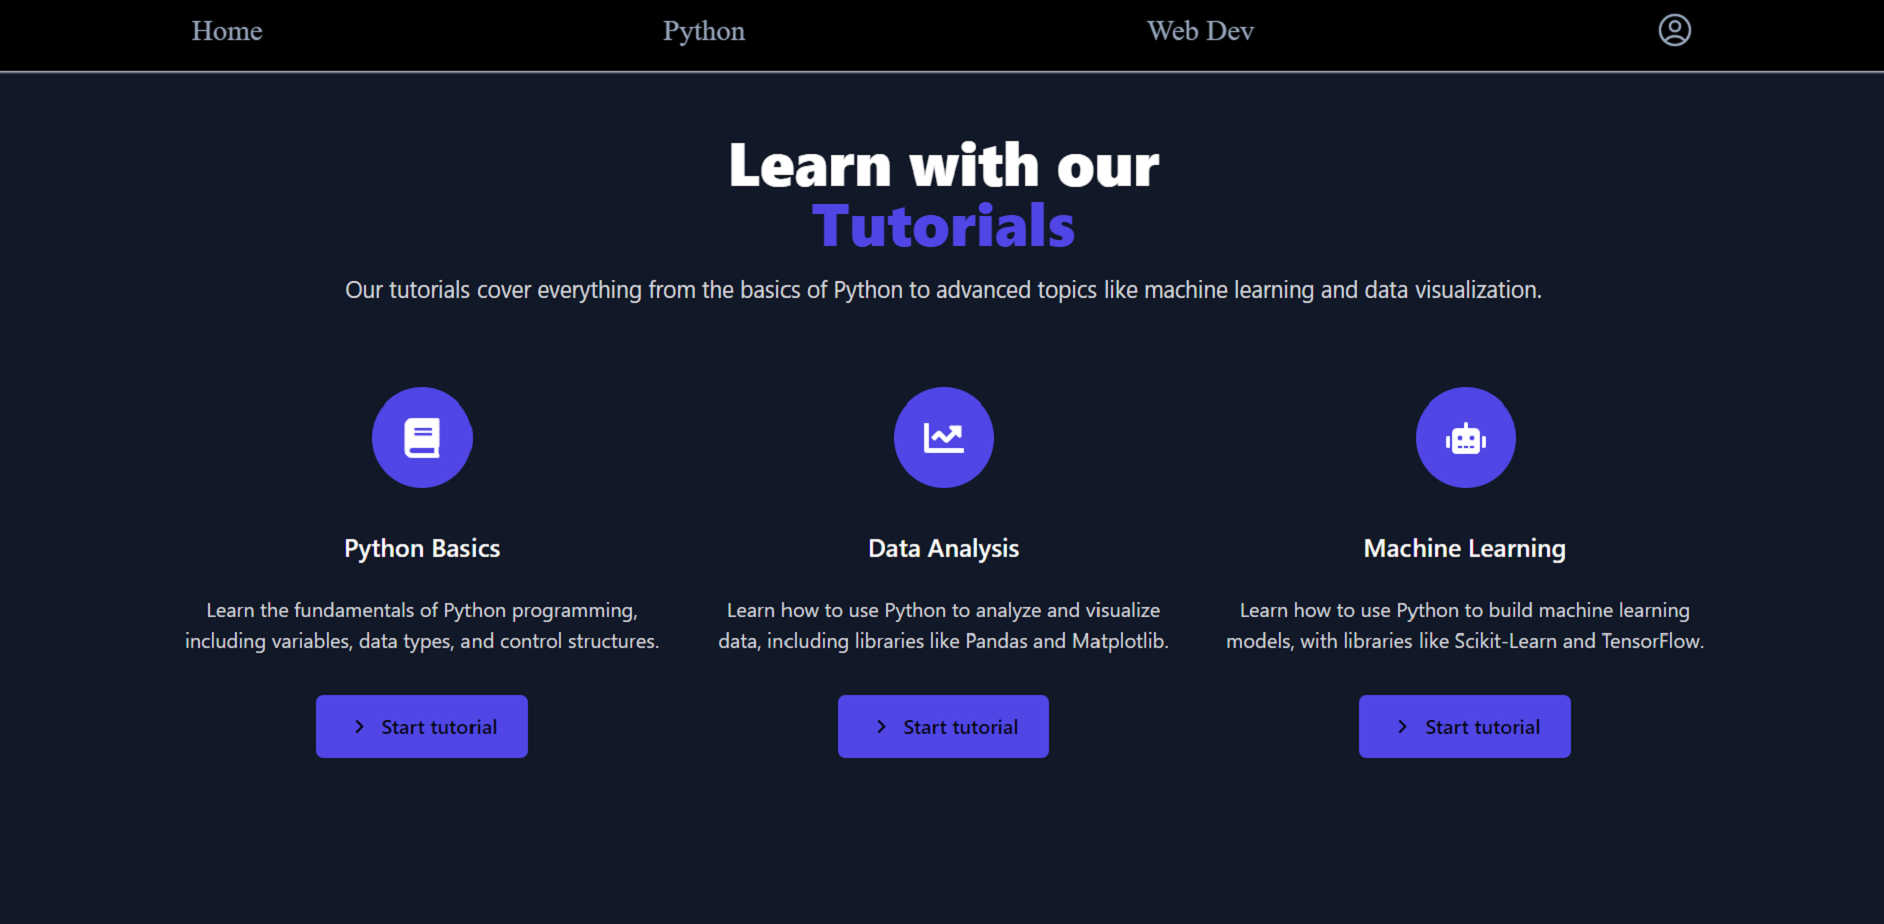 Home Python Web Dev
Learn with our
Tutorials
Our tutorials cover everything from the basics of Python to advanced topics like machine learning and data visualization.
Python Basics
Learn the fundamentals of Python programming,
including variables, data types, and control structures.
Start tutorial
Data Analysis
Learn how to use Python to analyze and visualize
data, including libraries like Pandas and Matplotlib.
Start tutorial
Machine Learning
Learn how to use Python to build machine learning
models, with libraries like Scikit-Learn and TensorFlow.
Start tutorial